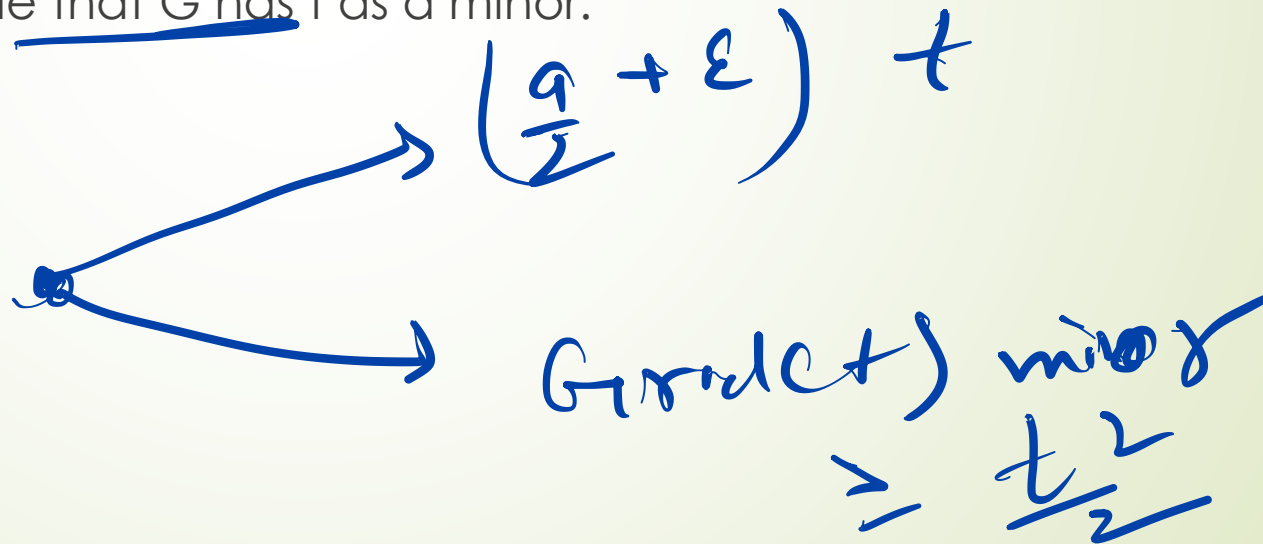 e that G has t as a minor.
(9/2 + ε) t
Grid(t) minor
≥ t²/2